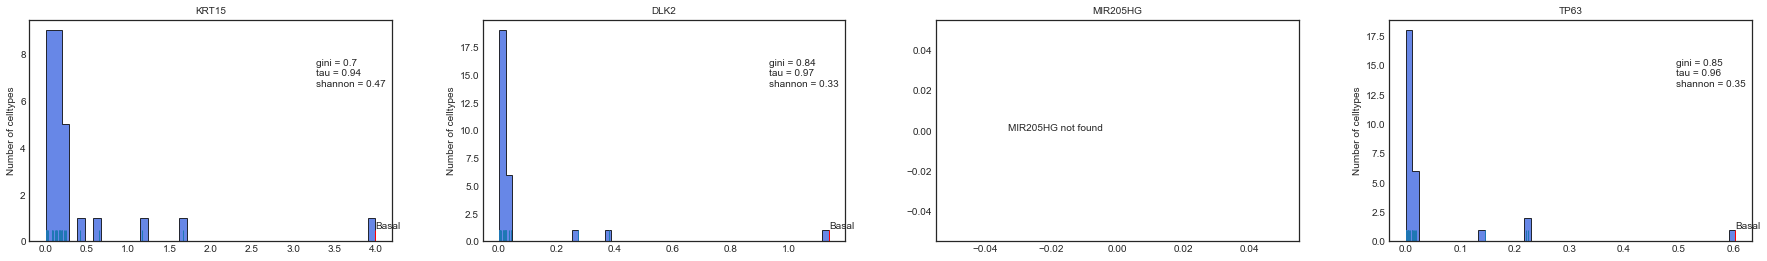 KRT15
Number of celltypes
8
6
4
2
0
gini = 0.7
tau = 0.94
shannon = 0.47
Basal
0.0 0.5 1.0 1.5 2.0 2.5 3.0 3.5 4.0
DLK2
Number of celltypes
17.5
15.0
12.5
10.0
7.5
5.0
2.5
0.0
gini = 0.84
tau = 0.97
shannon = 0.33
Basal
0.0 0.2 0.4 0.6 0.8 1.0
MIR205HG
0.04
0.02
0.00
−0.02
−0.04
MIR205HG not found
−0.04 −0.02 0.00 0.02 0.04
TP63
Number of celltypes
17.5
15.0
12.5
10.0
7.5
5.0
2.5
0.0
gini = 0.85
tau = 0.96
shannon = 0.35
Basal
0.0 0.1 0.2 0.3 0.4 0.5 0.6